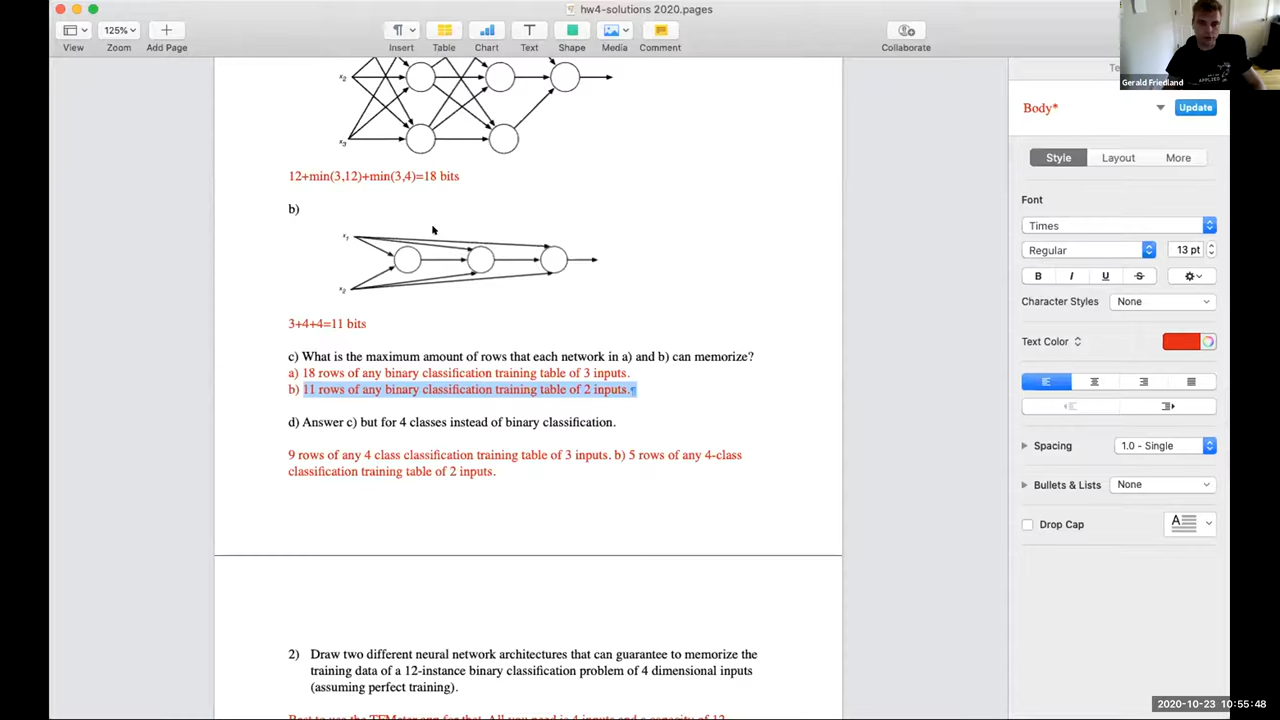 hw4-solutions 2020.pages
125%
View
Zoom
Add Page
Insert
Table
Chart
Text
Shape
Media
Comment
Collaborate
Gerald Friedland
Body*
Update
Style
Layout
More
Font
Times
Regular
13 pt
B
I
U
S
Character Styles
None
Text Color
Spacing
1.0 - Single
Bullets & Lists
None
Drop Cap
A
x2
x3
12+min(3,12)+min(3,4)=18 bits
b)
x1
x2
3+4+4=11 bits
c) What is the maximum amount of rows that each network in a) and b) can memorize?
a) 18 rows of any binary classification training table of 3 inputs.
b) 11 rows of any binary classification training table of 2 inputs.¶
d) Answer c) but for 4 classes instead of binary classification.
9 rows of any 4 class classification training table of 3 inputs. b) 5 rows of any 4-class
classification training table of 2 inputs.
2) Draw two different neural network architectures that can guarantee to memorize the
training data of a 12-instance binary classification problem of 4 dimensional inputs
(assuming perfect training).
2020-10-23 10:55:48